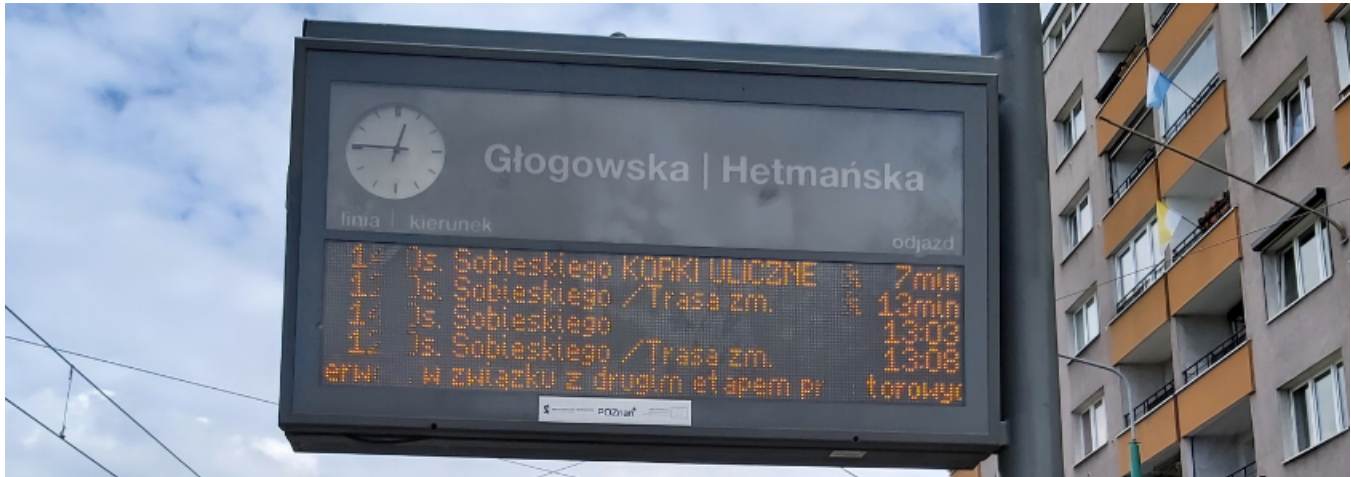 Głogowska | Hetmańska
linia | kierunek
odjazd
Os. Sobieskiego KORKI ULICZNE 7min
Os. Sobieskiego /Trasa zm. 13min
Os. Sobieskiego 13:03
Os. Sobieskiego /Trasa zm. 13:08
w związku z drugim etapem
POZnań*